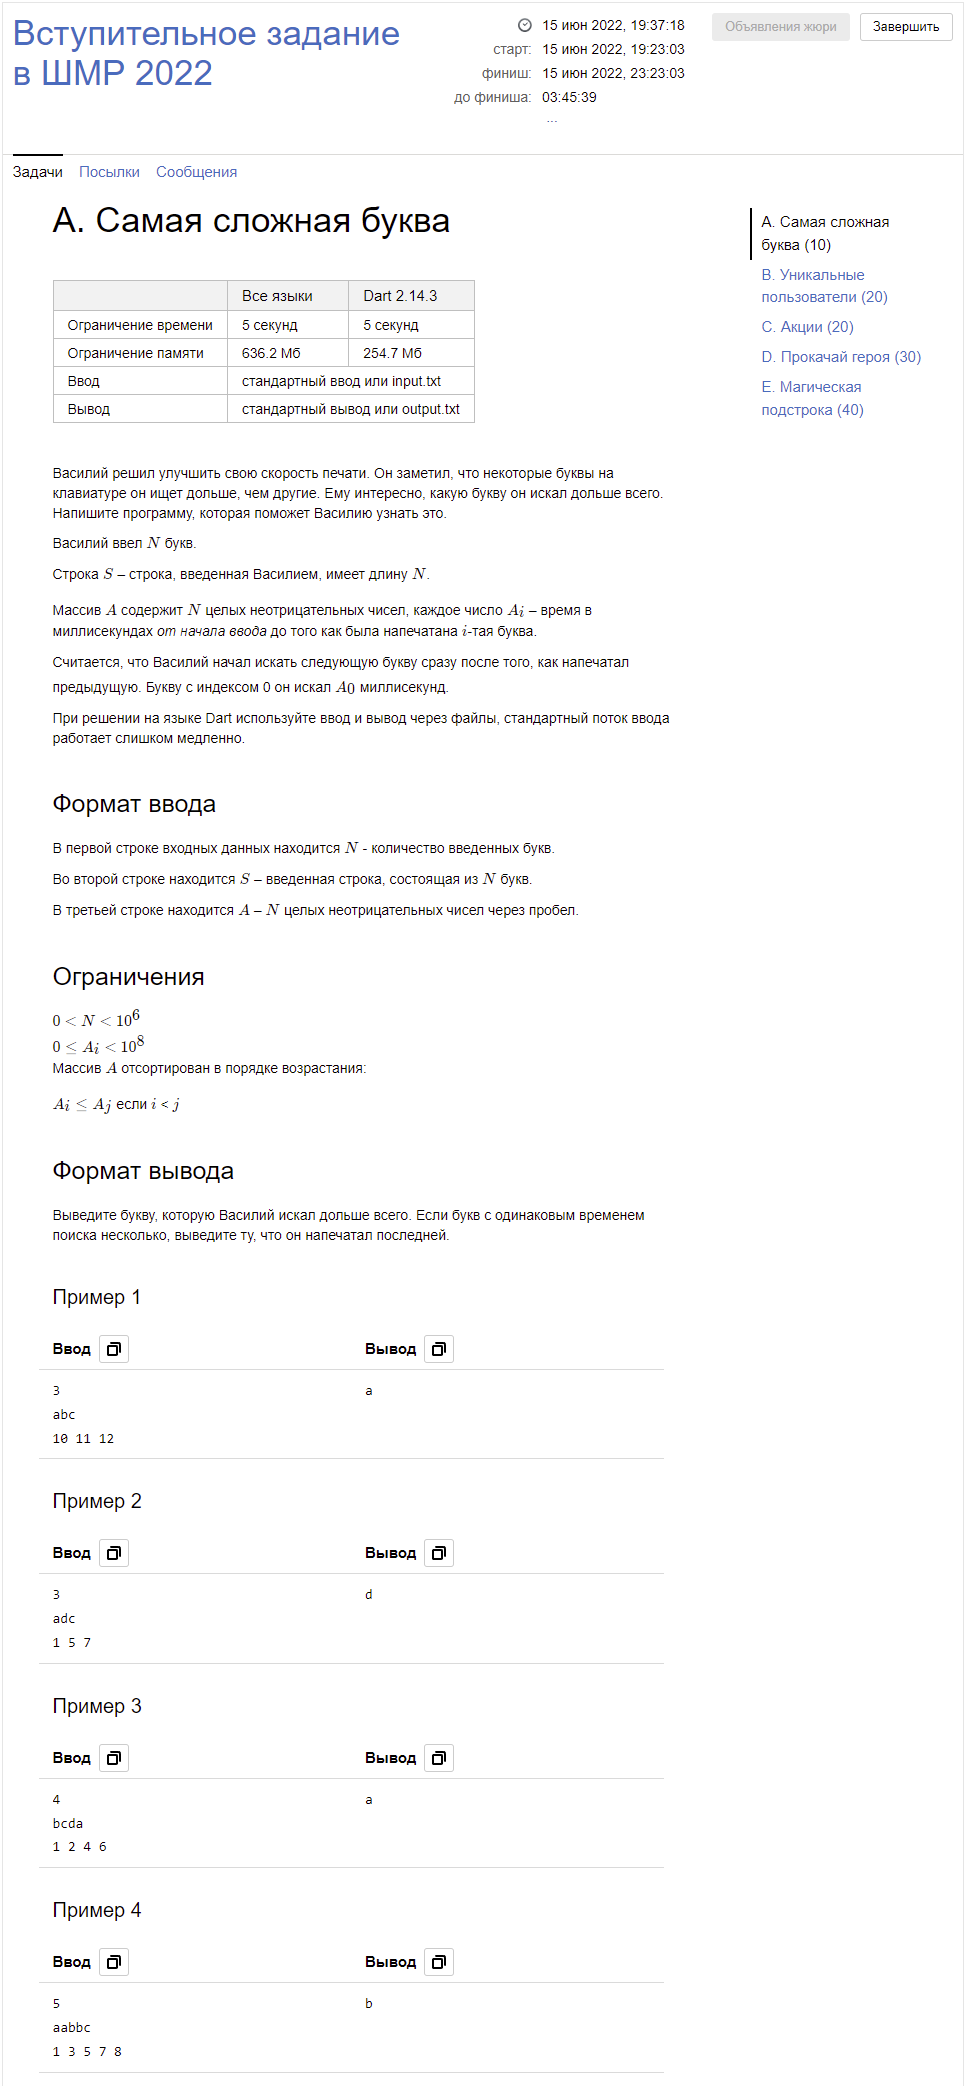 Вступительное задание
в ШМР 2022
15 июн 2022, 19:37:18
старт: 15 июн 2022, 19:23:03
финиш: 15 июн 2022, 23:23:03
до финиша: 03:45:39
...
Объявления жюри
Завершить
Задачи Посылки Сообщения
A. Самая сложная буква
Все языки Dart 2.14.3
Ограничение времени 5 секунд 5 секунд
Ограничение памяти 636.2 Мб 254.7 Мб
Ввод стандартный ввод или input.txt
Вывод стандартный вывод или output.txt
Василий решил улучшить свою скорость печати. Он заметил, что некоторые буквы на
клавиатуре он ищет дольше, чем другие. Ему интересно, какую букву он искал дольше всего.
Напишите программу, которая поможет Василию узнать это.
Василий ввел N букв.
Строка S – строка, введенная Василием, имеет длину N.
Массив A содержит N целых неотрицательных чисел, каждое число Ai – время в
миллисекундах от начала ввода до того как была напечатана i-тая буква.
Считается, что Василий начал искать следующую букву сразу после того, как напечатал
предыдущую. Букву с индексом 0 он искал A0 миллисекунд.
При решении на языке Dart используйте ввод и вывод через файлы, стандартный поток ввода
работает слишком медленно.
Формат ввода
В первой строке входных данных находится N - количество введенных букв.
Во второй строке находится S – введенная строка, состоящая из N букв.
В третьей строке находится A – N целых неотрицательных чисел через пробел.
Ограничения
0 < N < 10^6
0 ≤ Ai < 10^8
Массив A отсортирован в порядке возрастания:
Ai ≤ Aj если i < j
Формат вывода
Выведите букву, которую Василий искал дольше всего. Если букв с одинаковым временем
поиска несколько, выведите ту, что он напечатал последней.
Пример 1
Ввод Вывод
3 a
abc
10 11 12
Пример 2
Ввод Вывод
3 d
adc
1 5 7
Пример 3
Ввод Вывод
4 a
bcda
1 2 4 6
Пример 4
Ввод Вывод
5 b
aabbc
1 3 5 7 8
A. Самая сложная
буква (10)
B. Уникальные
пользователи (20)
C. Акции (20)
D. Прокачай героя (30)
E. Магическая
подстрока (40)